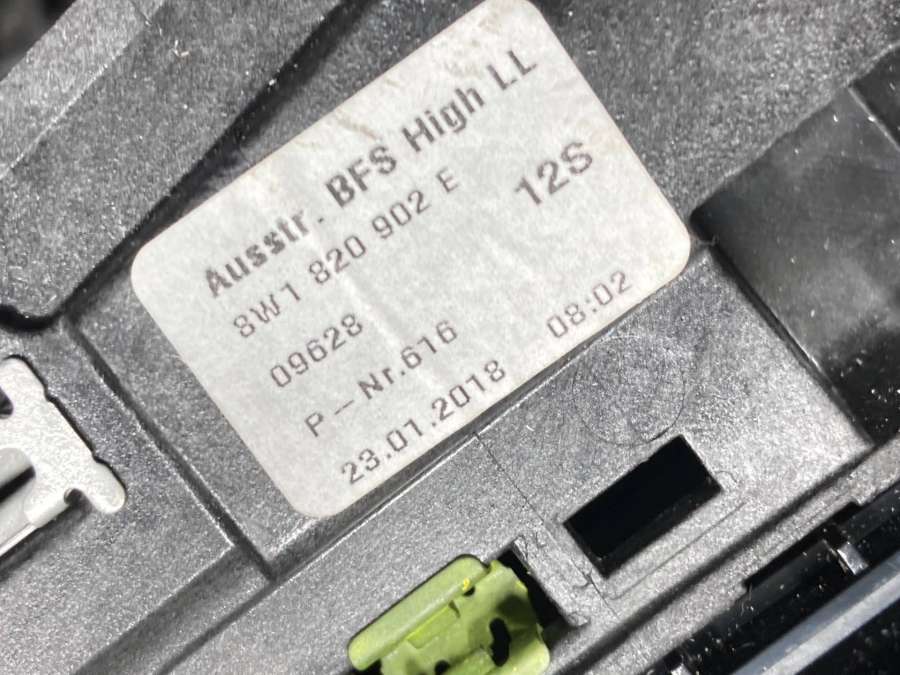 Ausstr. BFS High LL
8W1 820 902 E 12S
09628
P-Nr.616
23.01.2018 08:02